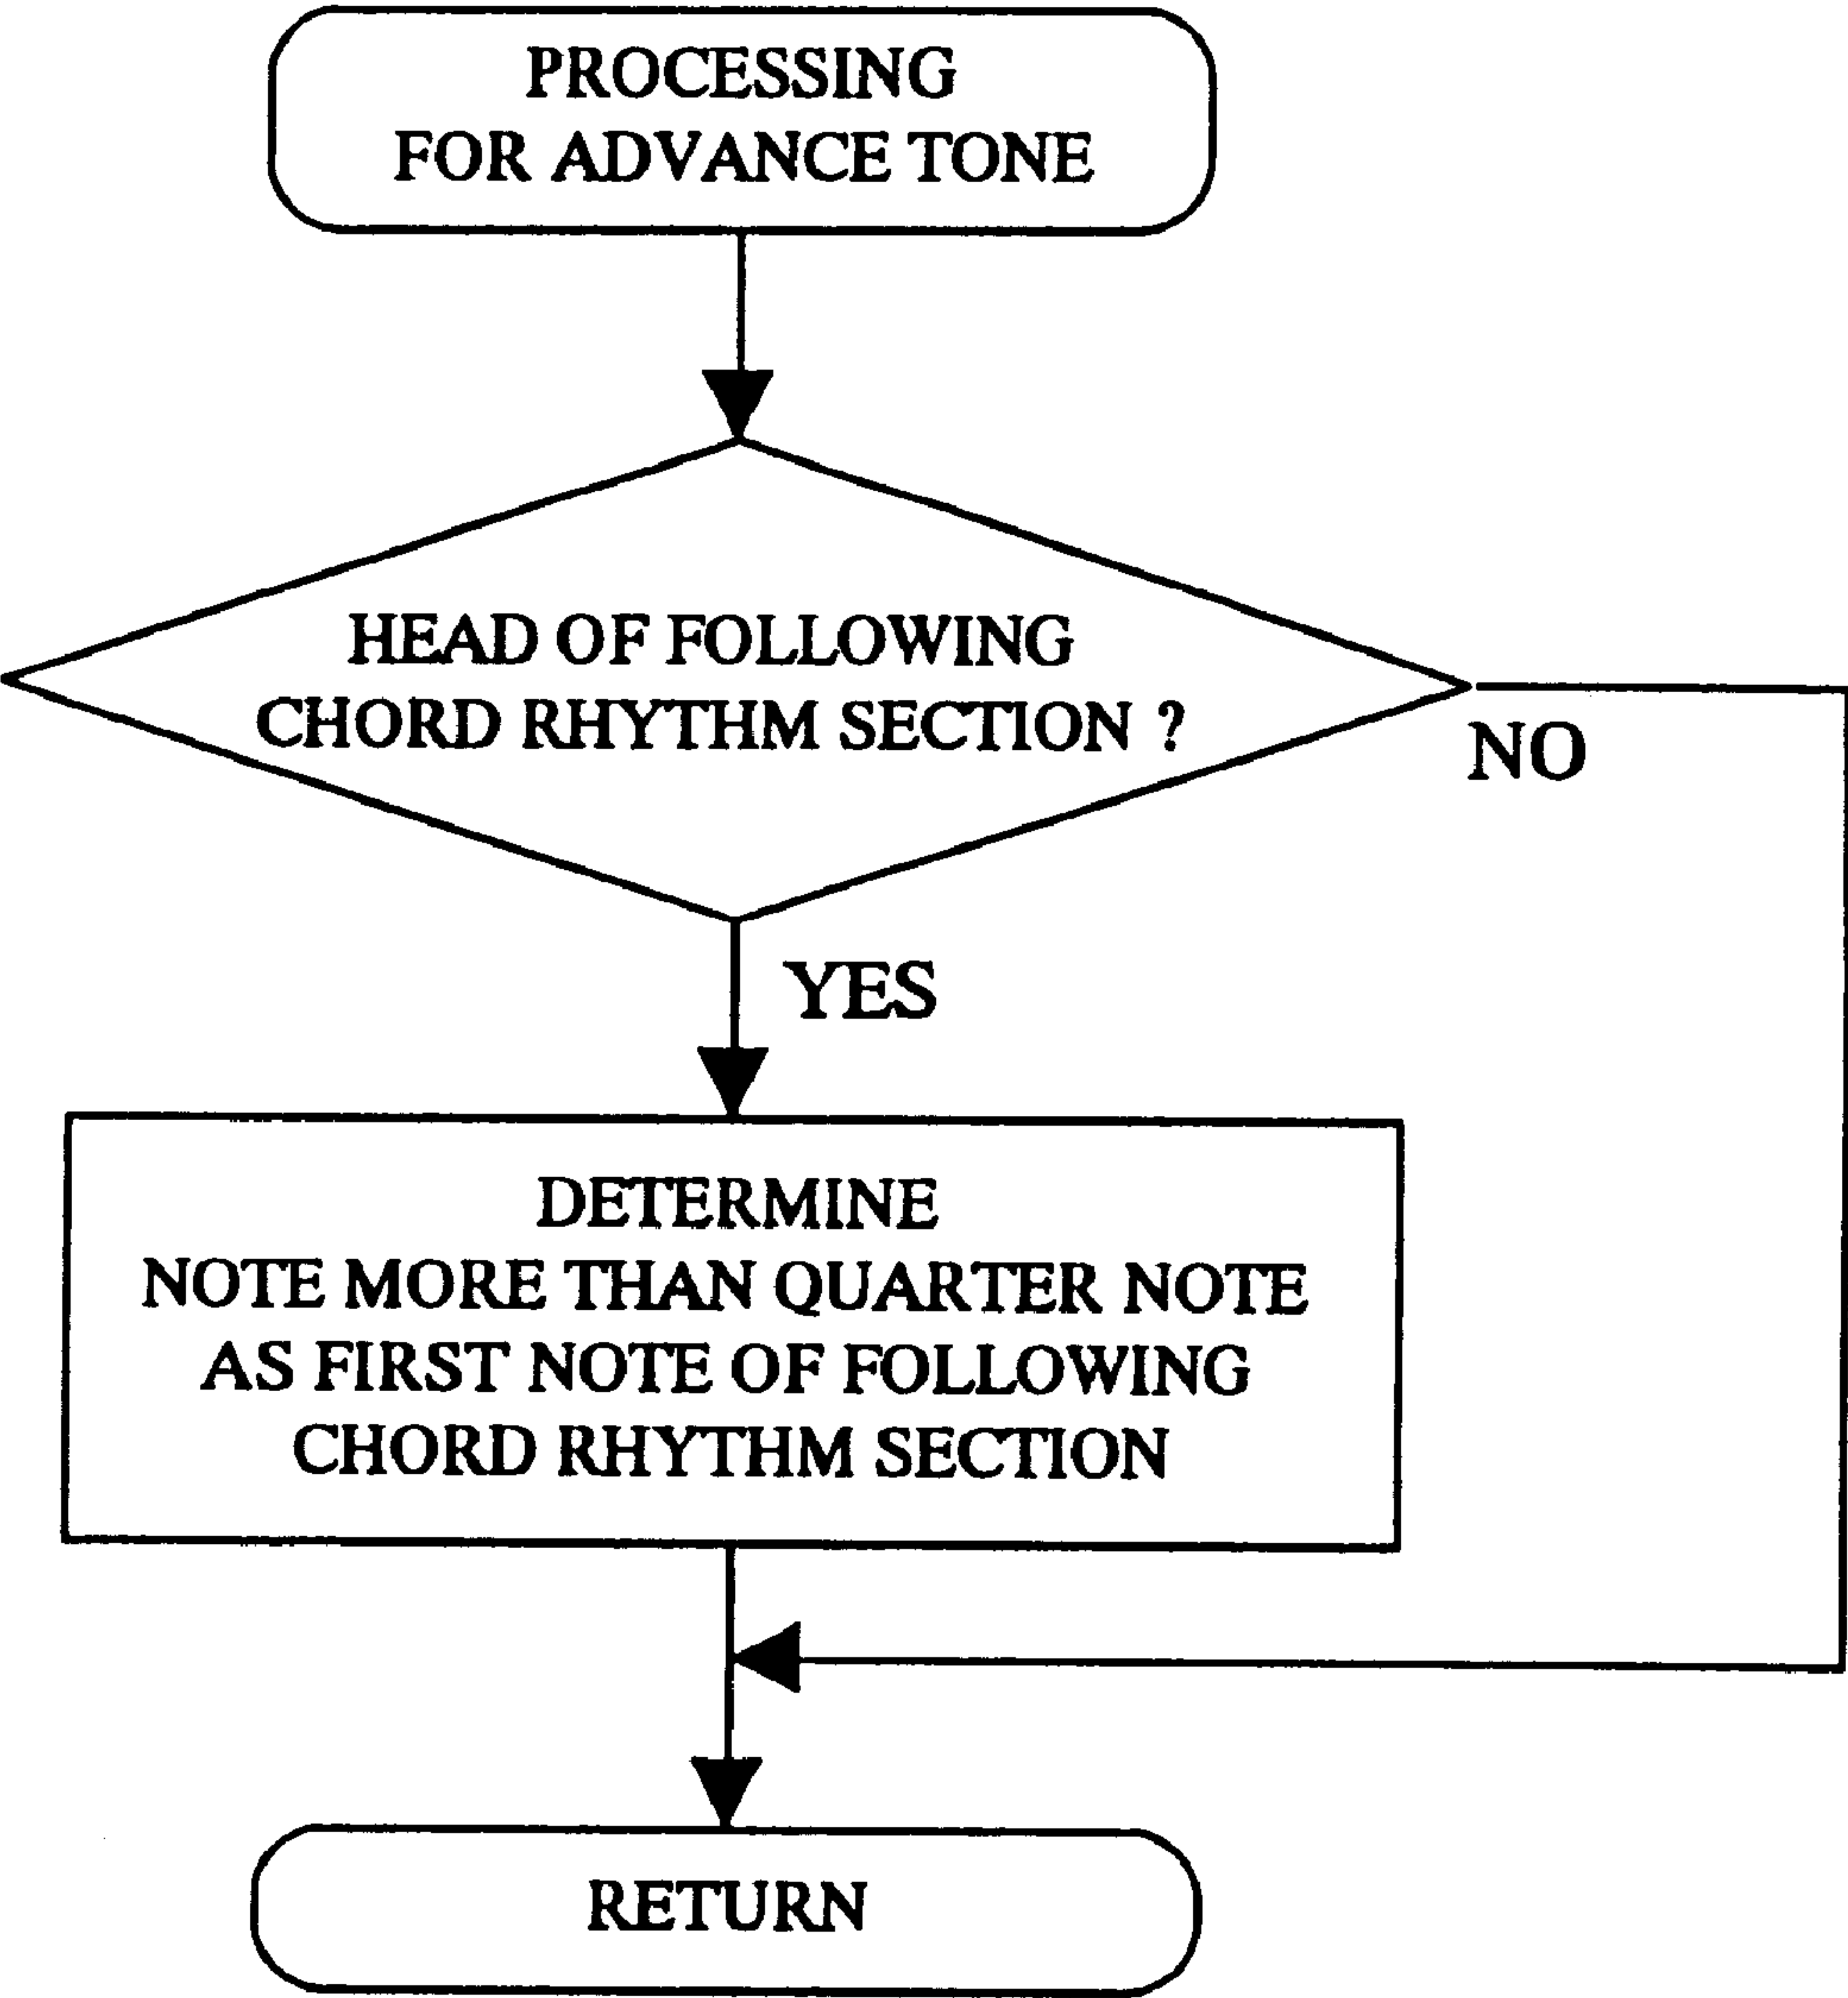 PROCESSING
FOR ADVANCE TONE
HEAD OF FOLLOWING
CHORD RHYTHM SECTION ?
NO
YES
DETERMINE
NOTE MORE THAN QUARTER NOTE
AS FIRST NOTE OF FOLLOWING
CHORD RHYTHM SECTION
RETURN